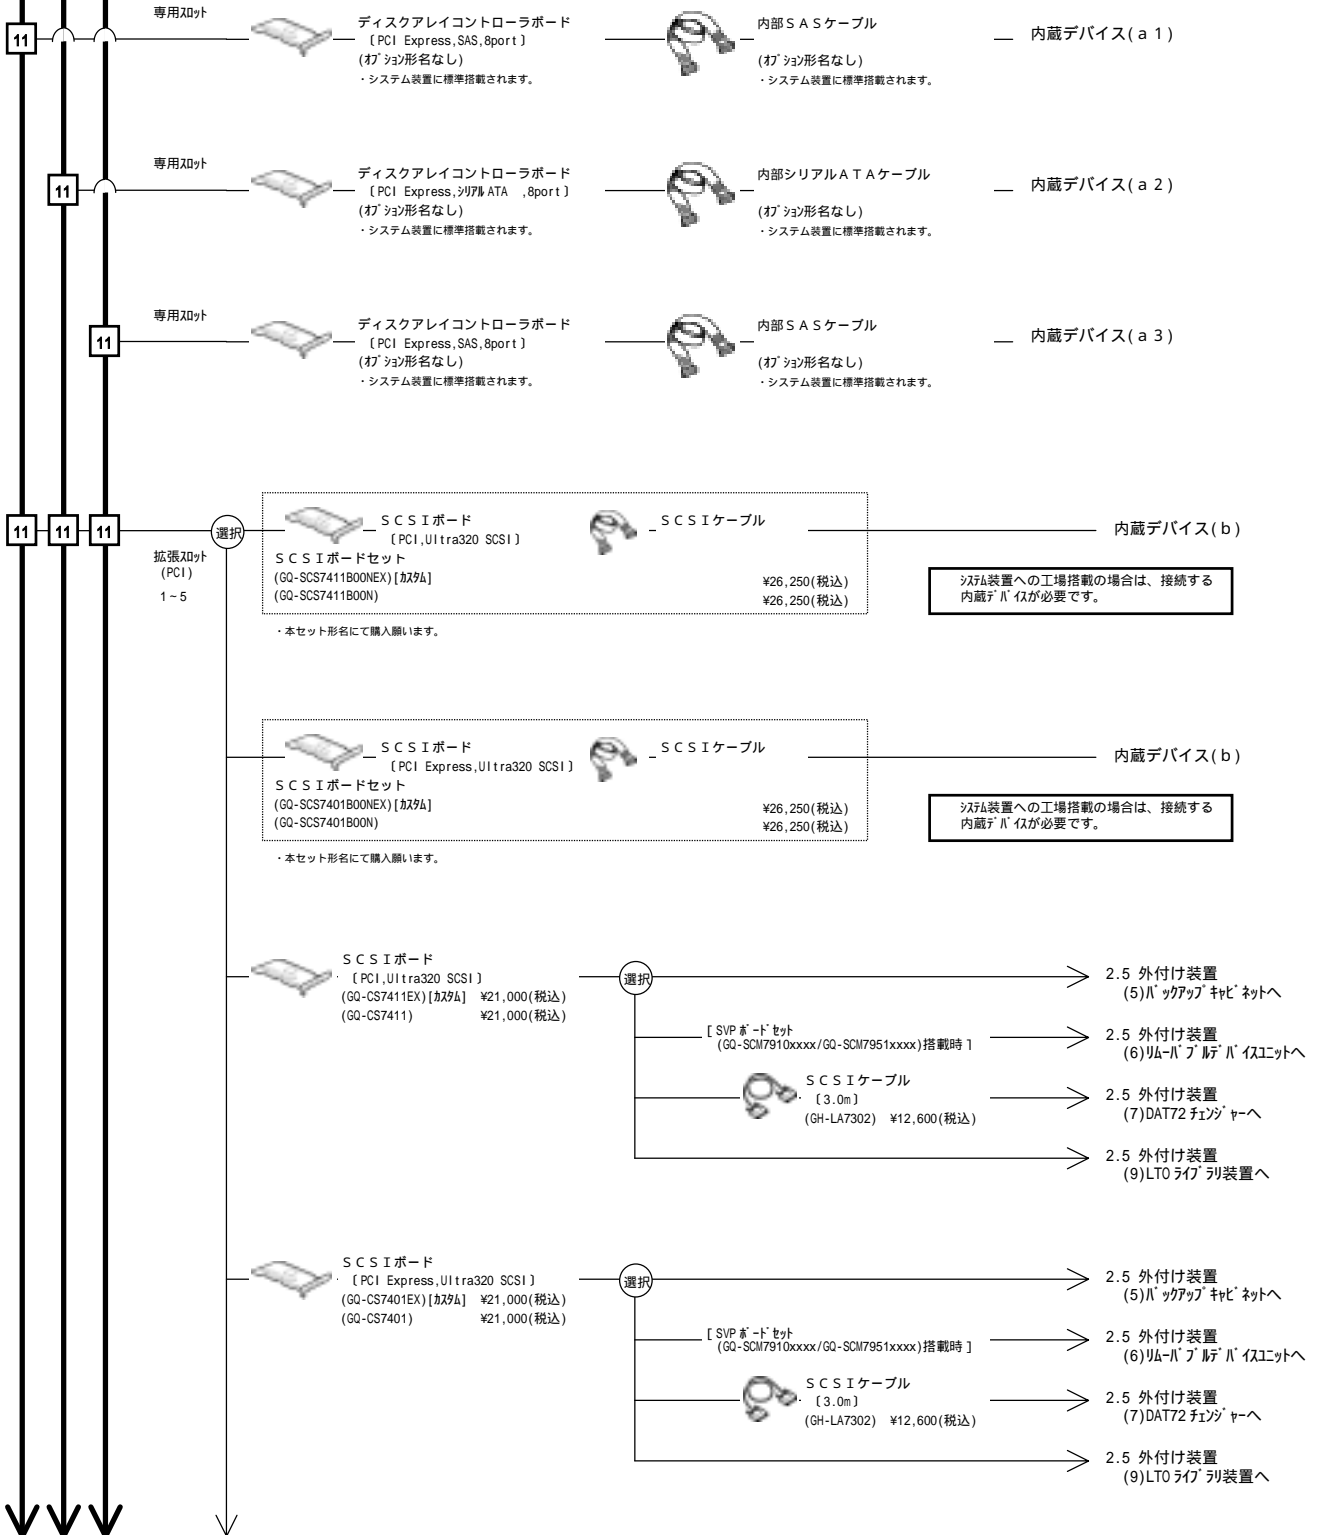 専用スロット
ディスクアレイコントローラボード
〔PCI Express,SAS,8port〕
(オプション形名なし)
・システム装置に標準搭載されます。
内部ＳＡＳケーブル
(オプション形名なし)
・システム装置に標準搭載されます。
内蔵デバイス(a1)
11
専用スロット
ディスクアレイコントローラボード
〔PCI Express,シリアルATA ,8port〕
(オプション形名なし)
・システム装置に標準搭載されます。
内部シリアルＡＴＡケーブル
(オプション形名なし)
・システム装置に標準搭載されます。
内蔵デバイス(a2)
11
専用スロット
ディスクアレイコントローラボード
〔PCI Express,SAS,8port〕
(オプション形名なし)
・システム装置に標準搭載されます。
内部ＳＡＳケーブル
(オプション形名なし)
・システム装置に標準搭載されます。
内蔵デバイス(a3)
11
11 11 11
拡張スロット
(PCI)
1~5
選択
ＳＣＳＩボード
〔PCI,Ultra320 SCSI〕
ＳＣＳＩケーブル
ＳＣＳＩボードセット
(GQ-SCS7411B00NEX)[カスタム] ¥26,250(税込)
(GQ-SCS7411B00N) ¥26,250(税込)
・本セット形名にて購入願います。
内蔵デバイス(b)
システム装置への工場搭載の場合は、接続する
内蔵デバイスが必要です。
ＳＣＳＩボード
〔PCI Express,Ultra320 SCSI〕
ＳＣＳＩケーブル
ＳＣＳＩボードセット
(GQ-SCS7401B00NEX)[カスタム] ¥26,250(税込)
(GQ-SCS7401B00N) ¥26,250(税込)
・本セット形名にて購入願います。
内蔵デバイス(b)
システム装置への工場搭載の場合は、接続する
内蔵デバイスが必要です。
ＳＣＳＩボード
〔PCI,Ultra320 SCSI〕
(GQ-CS7411EX)[カスタム] ¥21,000(税込)
(GQ-CS7411) ¥21,000(税込)
選択
2.5 外付け装置
(5)バックアップキャビネットへ
[SVPボードセット
(GQ-SCM7910xxxx/GQ-SCM7951xxxx)搭載時]
2.5 外付け装置
(6)リムーバブルデバイスユニットへ
ＳＣＳＩケーブル
〔3.0m〕
(GH-LA7302) ¥12,600(税込)
2.5 外付け装置
(7)DAT72チェンジャーへ
2.5 外付け装置
(9)LTOライブラリ装置へ
ＳＣＳＩボード
〔PCI Express,Ultra320 SCSI〕
(GQ-CS7401EX)[カスタム] ¥21,000(税込)
(GQ-CS7401) ¥21,000(税込)
選択
2.5 外付け装置
(5)バックアップキャビネットへ
[SVPボードセット
(GQ-SCM7910xxxx/GQ-SCM7951xxxx)搭載時]
2.5 外付け装置
(6)リムーバブルデバイスユニットへ
ＳＣＳＩケーブル
〔3.0m〕
(GH-LA7302) ¥12,600(税込)
2.5 外付け装置
(7)DAT72チェンジャーへ
2.5 外付け装置
(9)LTOライブラリ装置へ